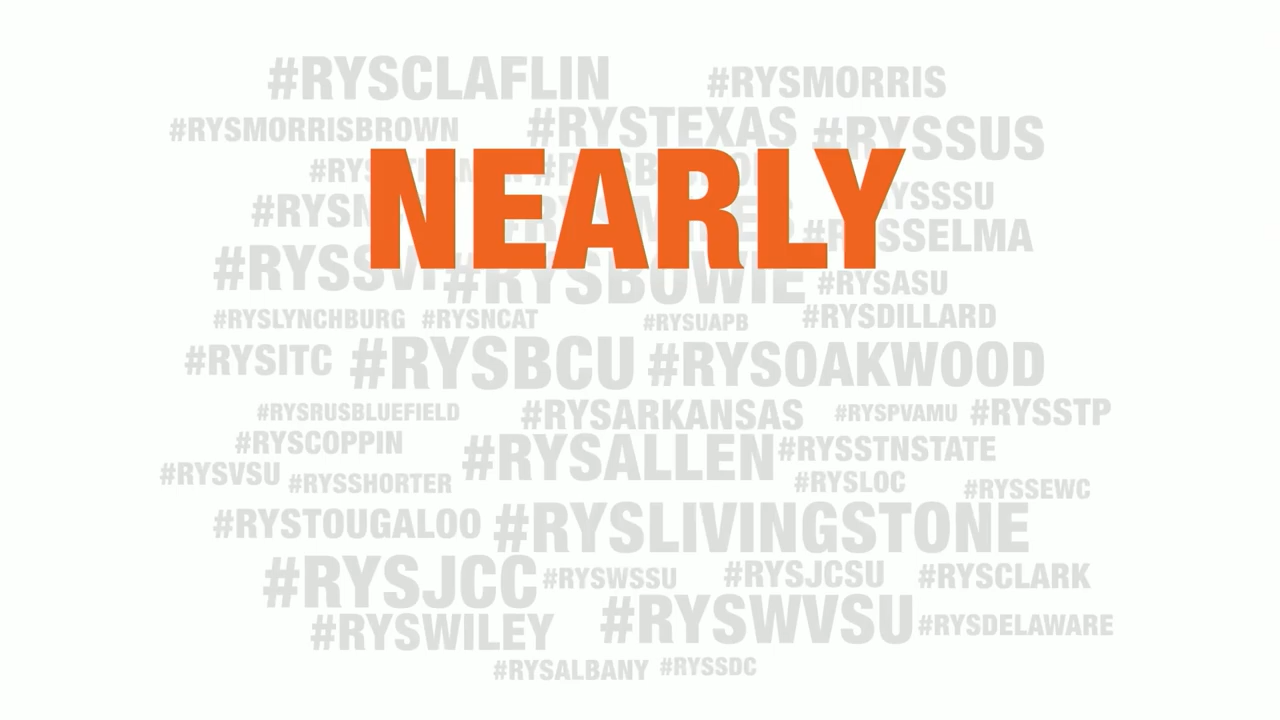 #RYSCLAFLIN #RYSMORRIS
#RYSMORRISBROWN #RYSTEXAS #RYSSUS
NEARLY
#RYSSELMA
#RYSBOWIE #RYSASU
#RYSLYNCHBURG #RYSNCAT #RYSUAPB #RYSDILLARD
#RYSITC #RYSBCU #RYSOAKWOOD
#RYSRUSBLUEFIELD #RYSARKANSAS #RYSPVAMU #RYSSTP
#RYSCOPPIN #RYSALLEN #RYSSTNSTATE
#RYSVSU #RYSSHORTER #RYSLOC #RYSSEWC
#RYSTOUGALOO #RYSLIVINGSTONE
#RYSJCC #RYSWSSU #RYSJCSU #RYSCLARK
#RYSWILEY #RYSWVSU #RYSDELAWARE
#RYSALBANY #RYSSDC